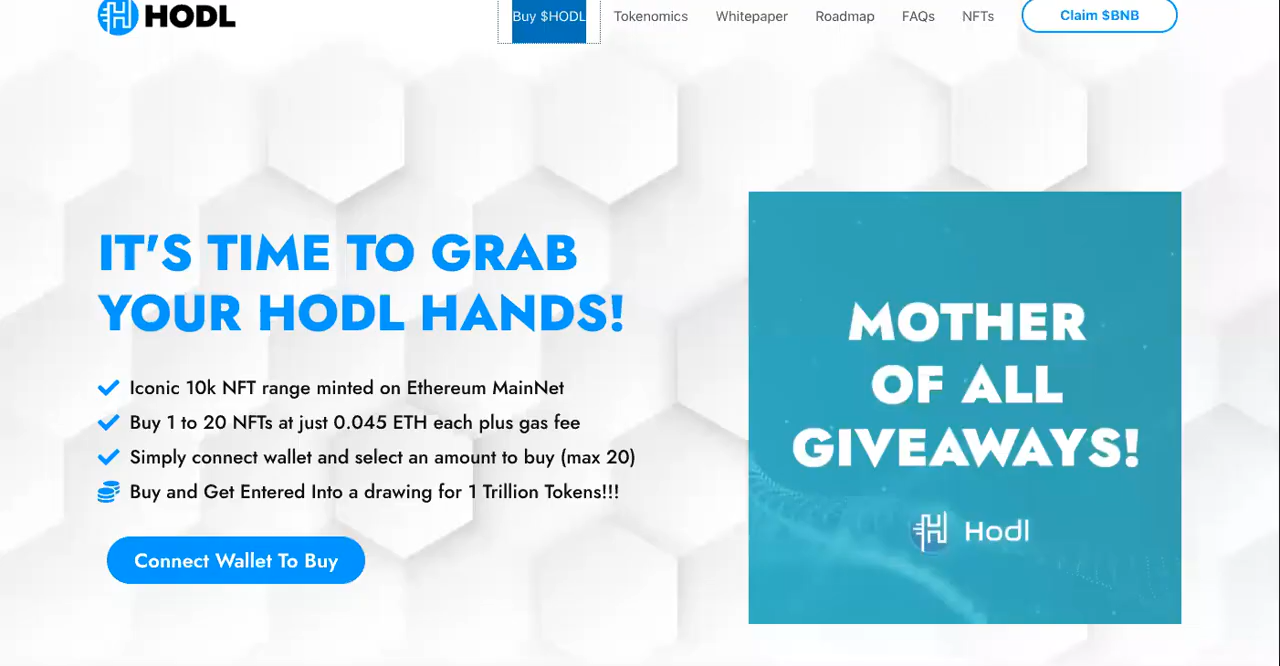 HODL
Buy $HODL
Tokenomics
Whitepaper
Roadmap
FAQs
NFTs
Claim $BNB
IT'S TIME TO GRAB
YOUR HODL HANDS!
Iconic 10k NFT range minted on Ethereum MainNet
Buy 1 to 20 NFTs at just 0.045 ETH each plus gas fee
Simply connect wallet and select an amount to buy (max 20)
Buy and Get Entered Into a drawing for 1 Trillion Tokens!!!
Connect Wallet To Buy
MOTHER
OF ALL
GIVEAWAYS!
Hodl